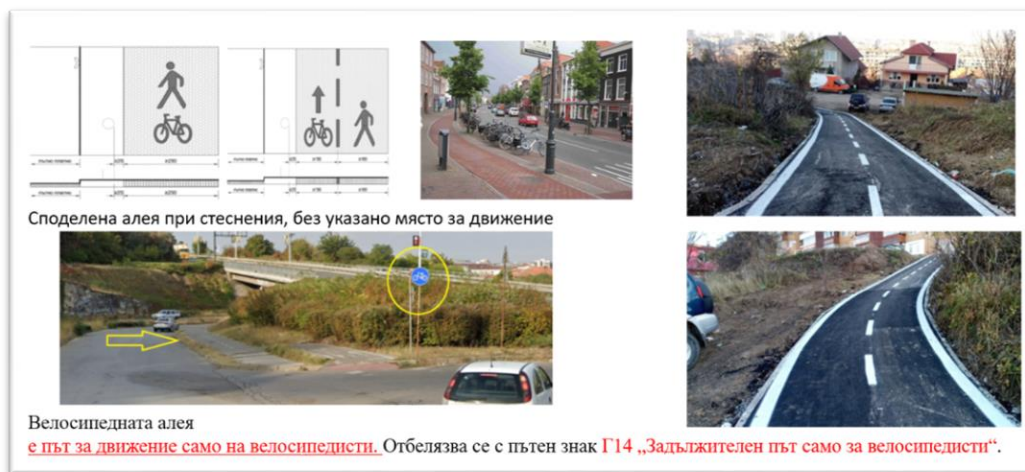 Споделена алея при стеснения, без указано място за движение
Велосипедната алея
е път за движение само на велосипедисти. Отбелязва се с пътен знак Г14 „Задължителен път само за велосипедисти“.